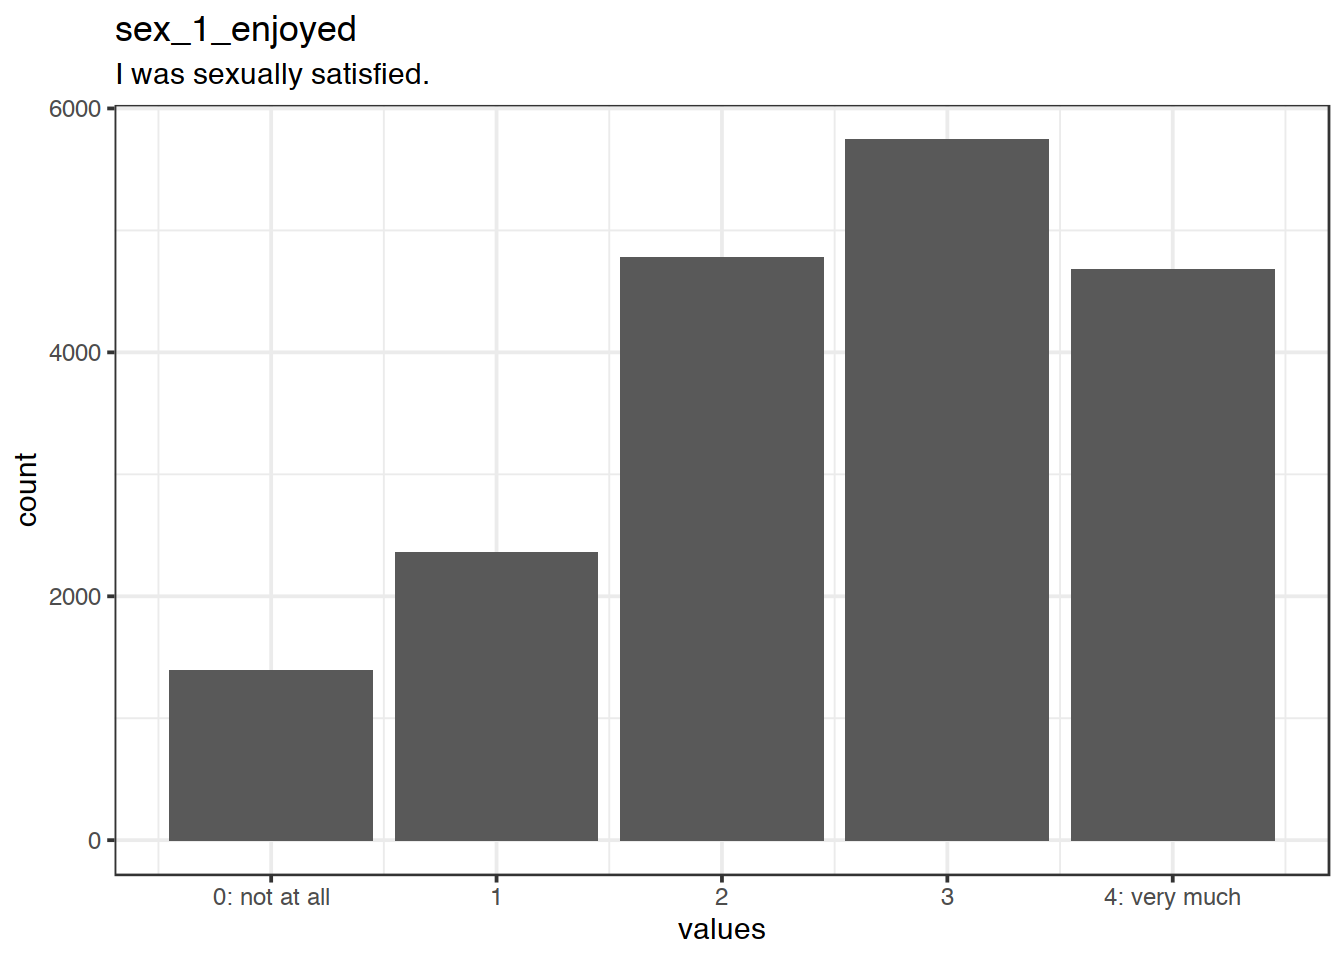 sex_1_enjoyed
I was sexually satisfied.
6000
4000
2000
0
count
0: not at all
1
2
3
4: very much
values